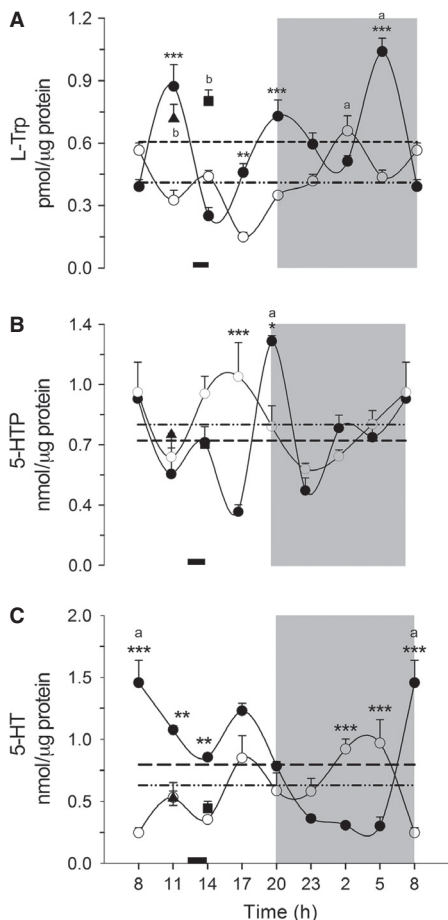 A
L-Trp
pmol/µg protein
1.2
0.9
0.6
0.3
0.0
***
b
b
**
***
a
a
***
B
5-HTP
nmol/µg protein
1.4
1.0
0.7
0.4
0.0
***
a
*
C
5-HT
nmol/µg protein
2.0
1.5
1.0
0.5
0.0
a
***
**
**
***
***
a
***
8 11 14 17 20 23 2 5 8
Time (h)